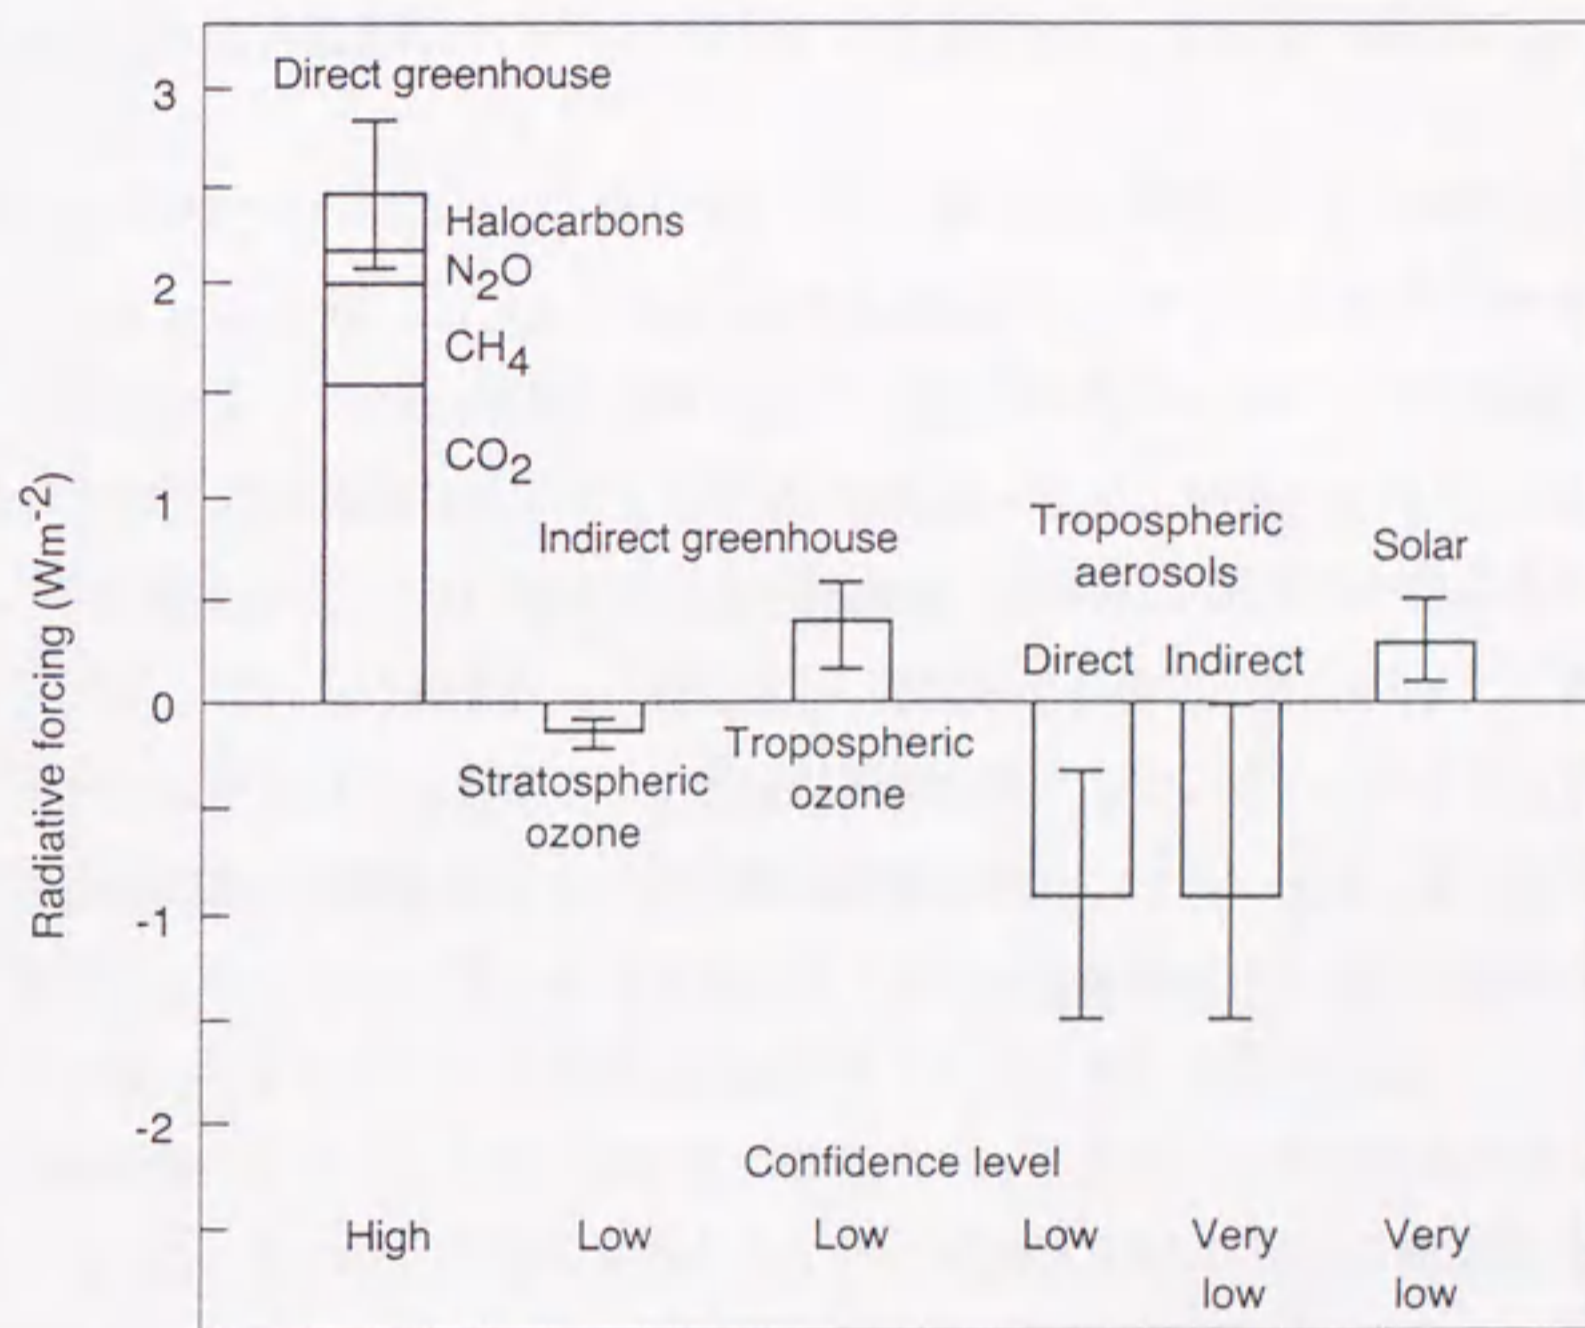 Direct greenhouse
3
Halocarbons
N₂O
2
CH₄
CO₂
Radiative forcing (Wm⁻²)
1
Indirect greenhouse
Tropospheric
aerosols
Solar
Direct Indirect
0
Tropospheric
ozone
Stratospheric
ozone
-1
-2
Confidence level
High Low Low Low Very
low Very
low